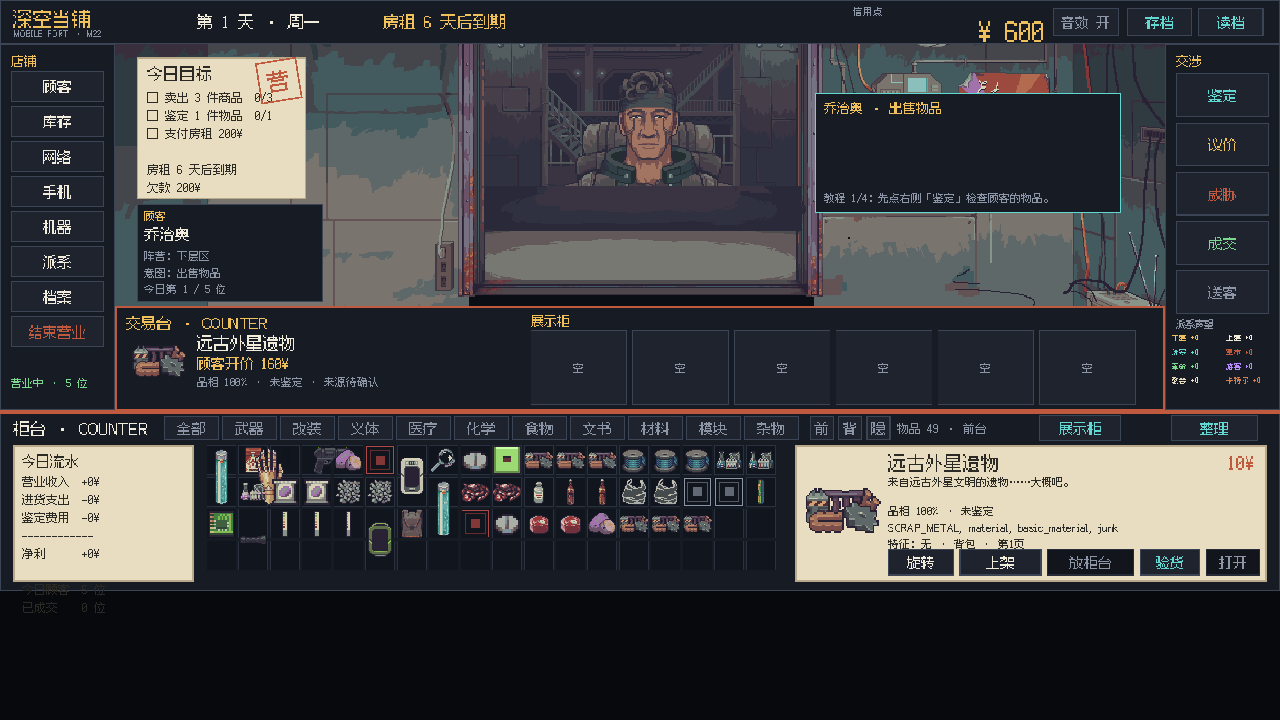 深空当铺
MOBILE PORT · M22
第 1 天 · 周一
房租 6 天后到期
信用点
¥ 600
音效 开
存档
读档
店铺
顾客
库存
网络
手机
机器
派系
档案
结束营业
营业中 · 5 位
今日目标
营
卖出 3 件商品 0/3
鉴定 1 件物品 0/1
支付房租 200¥
房租 6 天后到期
欠款 200¥
顾客
乔治奥
阵营: 下层区
意图: 出售物品
今日第 1 / 5 位
乔治奥 · 出售物品
教程 1/4: 先点右侧「鉴定」检查顾客的物品。
交涉
鉴定
议价
威胁
成交
送客
派系声望
交易台 · COUNTER
远古外星遗物
顾客开价 160¥
品相 100% · 未鉴定 · 来源待确认
展示柜
空
空
空
空
空
空
柜台 · COUNTER
全部
武器
改装
义体
医疗
化学
食物
文书
材料
模块
杂物
前
背
隐
物品 49 · 前台
展示柜
整理
今日流水
营业收入 +0¥
进货支出 -0¥
鉴定费用 -0¥
------------
净利 +0¥
今日顾客 5 位
已成交 0 位
远古外星遗物
10¥
来自远古外星文明的遗物······大概吧。
品相 100% · 未鉴定
SCRAP_METAL, material, basic_material, junk
特征: 无 · 背包 · 第1页
旋转
上架
放柜台
验货
打开